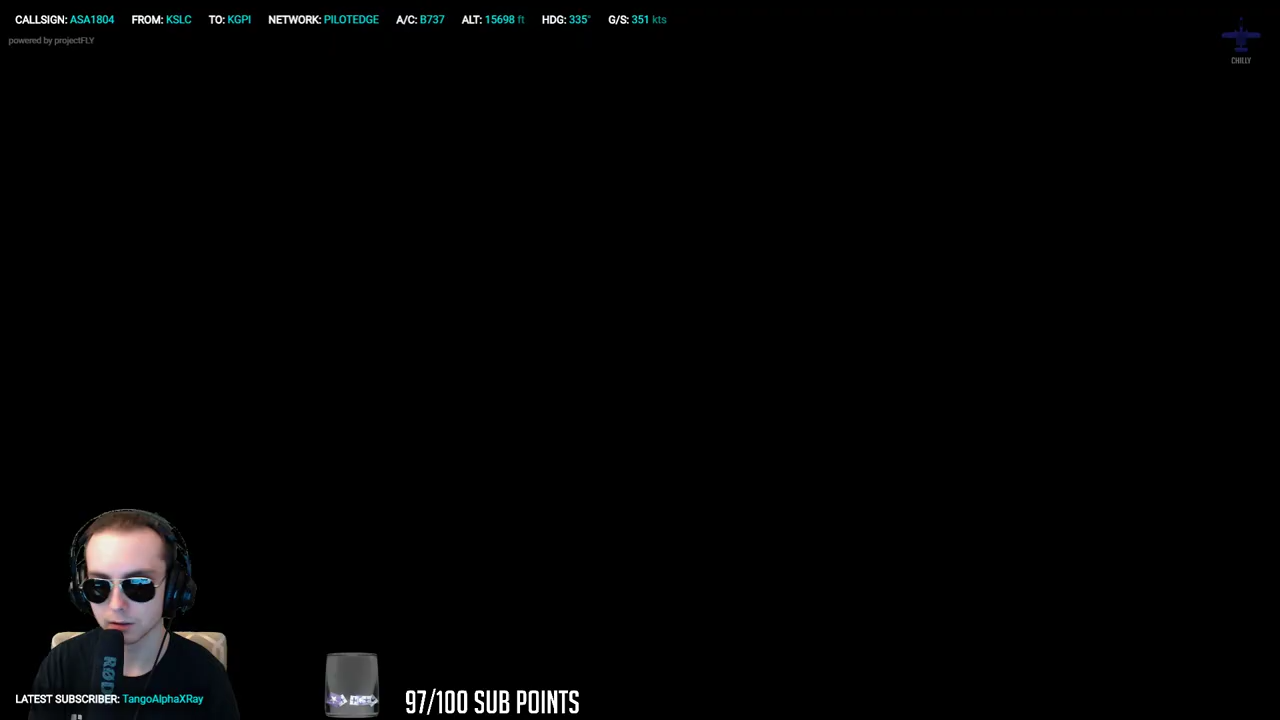 CALLSIGN: ASA1804 FROM: KSLC TO: KGPI NETWORK: PILOTEDGE A/C: B737 ALT: 15698 ft HDG: 335° G/S: 351 kts
powered by projectFLY
CHILLY
RØD
LATEST SUBSCRIBER: TangoAlphaXRay
97/100 SUB POINTS